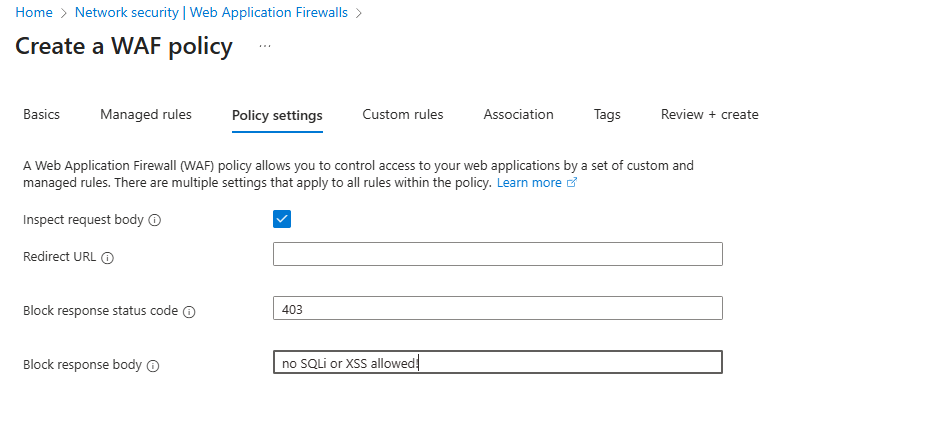 Home > Network security | Web Application Firewalls >
Create a WAF policy ...
Basics Managed rules Policy settings Custom rules Association Tags Review + create
A Web Application Firewall (WAF) policy allows you to control access to your web applications by a set of custom and
managed rules. There are multiple settings that apply to all rules within the policy. Learn more
Inspect request body
Redirect URL
Block response status code 403
Block response body no SQLi or XSS allowed!